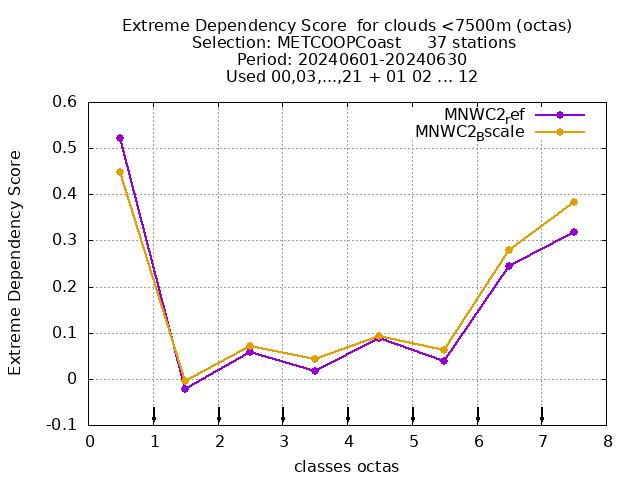 Extreme Dependency Score  for clouds <7500m (octas)
Selection: METCOOPCoast     37 stations
Period: 20240601-20240630
Used 00,03,...,21 + 01 02 ... 12
MNWC2ref
MNWC2Bscale
Extreme Dependency Score
0.6
0.5
0.4
0.3
0.2
0.1
0
-0.1
0 1 2 3 4 5 6 7 8
classes octas